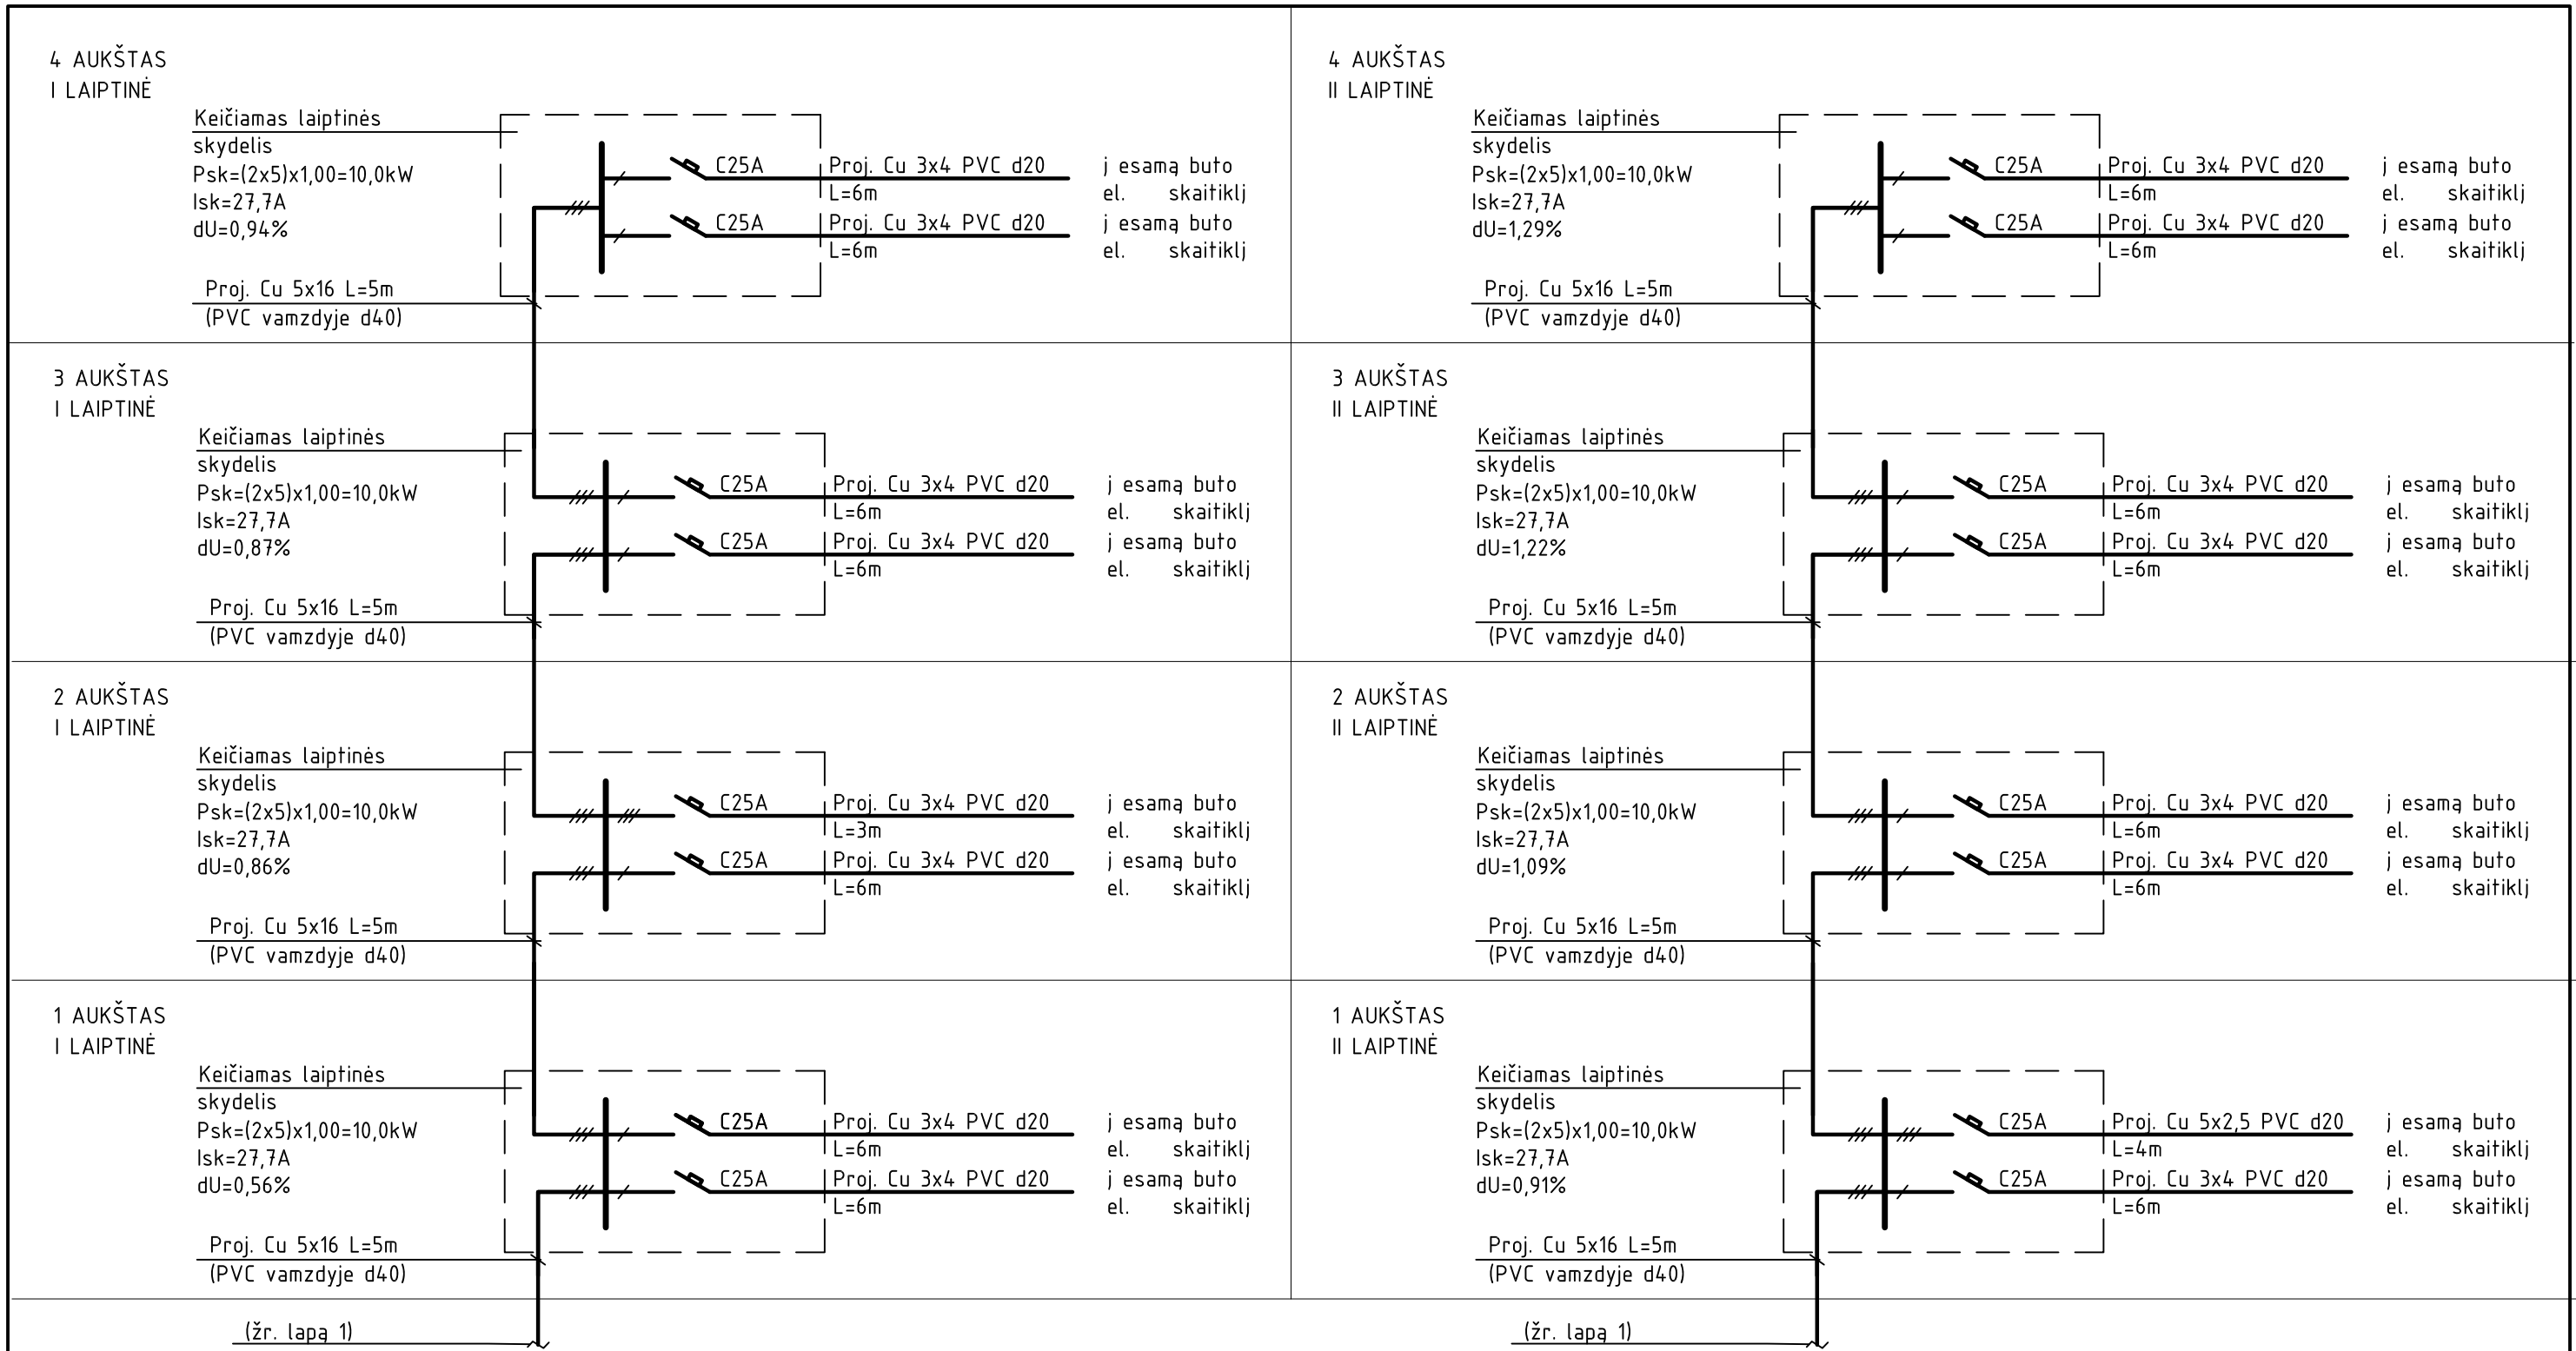 4 AUKŠTAS
I LAIPTINĖ
Keičiamas laiptinės
skydelis
Psk=(2x5)x1,00=10,0kW
Isk=27,7A
dU=0,94%
Proj. Cu 5x16 L=5m
(PVC vamzdyje d40)
C25A
Proj. Cu 3x4 PVC d20
L=6m
į esamą buto
el. skaitiklį
C25A
Proj. Cu 3x4 PVC d20
L=6m
į esamą buto
el. skaitiklį
4 AUKŠTAS
II LAIPTINĖ
Keičiamas laiptinės
skydelis
Psk=(2x5)x1,00=10,0kW
Isk=27,7A
dU=1,29%
Proj. Cu 5x16 L=5m
(PVC vamzdyje d40)
C25A
Proj. Cu 3x4 PVC d20
L=6m
į esamą buto
el. skaitiklį
C25A
Proj. Cu 3x4 PVC d20
L=6m
į esamą buto
el. skaitiklį
3 AUKŠTAS
I LAIPTINĖ
Keičiamas laiptinės
skydelis
Psk=(2x5)x1,00=10,0kW
Isk=27,7A
dU=0,87%
Proj. Cu 5x16 L=5m
(PVC vamzdyje d40)
C25A
Proj. Cu 3x4 PVC d20
L=6m
į esamą buto
el. skaitiklį
C25A
Proj. Cu 3x4 PVC d20
L=6m
į esamą buto
el. skaitiklį
3 AUKŠTAS
II LAIPTINĖ
Keičiamas laiptinės
skydelis
Psk=(2x5)x1,00=10,0kW
Isk=27,7A
dU=1,22%
Proj. Cu 5x16 L=5m
(PVC vamzdyje d40)
C25A
Proj. Cu 3x4 PVC d20
L=6m
į esamą buto
el. skaitiklį
C25A
Proj. Cu 3x4 PVC d20
L=6m
į esamą buto
el. skaitiklį
2 AUKŠTAS
I LAIPTINĖ
Keičiamas laiptinės
skydelis
Psk=(2x5)x1,00=10,0kW
Isk=27,7A
dU=0,86%
Proj. Cu 5x16 L=5m
(PVC vamzdyje d40)
C25A
Proj. Cu 3x4 PVC d20
L=3m
į esamą buto
el. skaitiklį
C25A
Proj. Cu 3x4 PVC d20
L=6m
į esamą buto
el. skaitiklį
2 AUKŠTAS
II LAIPTINĖ
Keičiamas laiptinės
skydelis
Psk=(2x5)x1,00=10,0kW
Isk=27,7A
dU=1,09%
Proj. Cu 5x16 L=5m
(PVC vamzdyje d40)
C25A
Proj. Cu 3x4 PVC d20
L=6m
į esamą buto
el. skaitiklį
C25A
Proj. Cu 3x4 PVC d20
L=6m
į esamą buto
el. skaitiklį
1 AUKŠTAS
I LAIPTINĖ
Keičiamas laiptinės
skydelis
Psk=(2x5)x1,00=10,0kW
Isk=27,7A
dU=0,56%
Proj. Cu 5x16 L=5m
(PVC vamzdyje d40)
C25A
Proj. Cu 3x4 PVC d20
L=6m
į esamą buto
el. skaitiklį
C25A
Proj. Cu 3x4 PVC d20
L=6m
į esamą buto
el. skaitiklį
1 AUKŠTAS
II LAIPTINĖ
Keičiamas laiptinės
skydelis
Psk=(2x5)x1,00=10,0kW
Isk=27,7A
dU=0,91%
Proj. Cu 5x16 L=5m
(PVC vamzdyje d40)
C25A
Proj. Cu 5x2,5 PVC d20
L=4m
į esamą buto
el. skaitiklį
C25A
Proj. Cu 3x4 PVC d20
L=6m
į esamą buto
el. skaitiklį
(žr. lapą 1)
(žr. lapą 1)